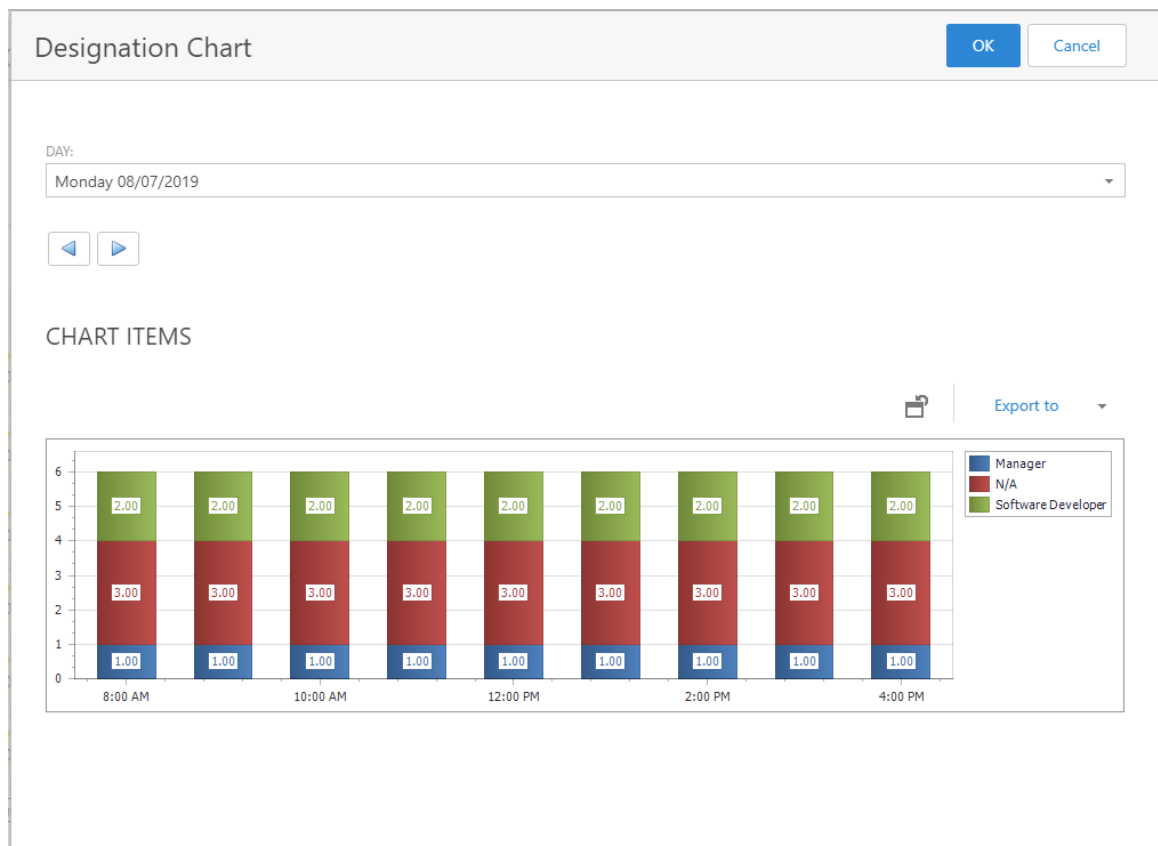 Designation Chart
OK
Cancel
DAY:
Monday 08/07/2019
CHART ITEMS
Export to
6
5
4
3
2
1
0
2.00 2.00 2.00 2.00 2.00 2.00 2.00 2.00 2.00
3.00 3.00 3.00 3.00 3.00 3.00 3.00 3.00 3.00
1.00 1.00 1.00 1.00 1.00 1.00 1.00 1.00 1.00
8:00 AM 10:00 AM 12:00 PM 2:00 PM 4:00 PM
Manager
N/A
Software Developer